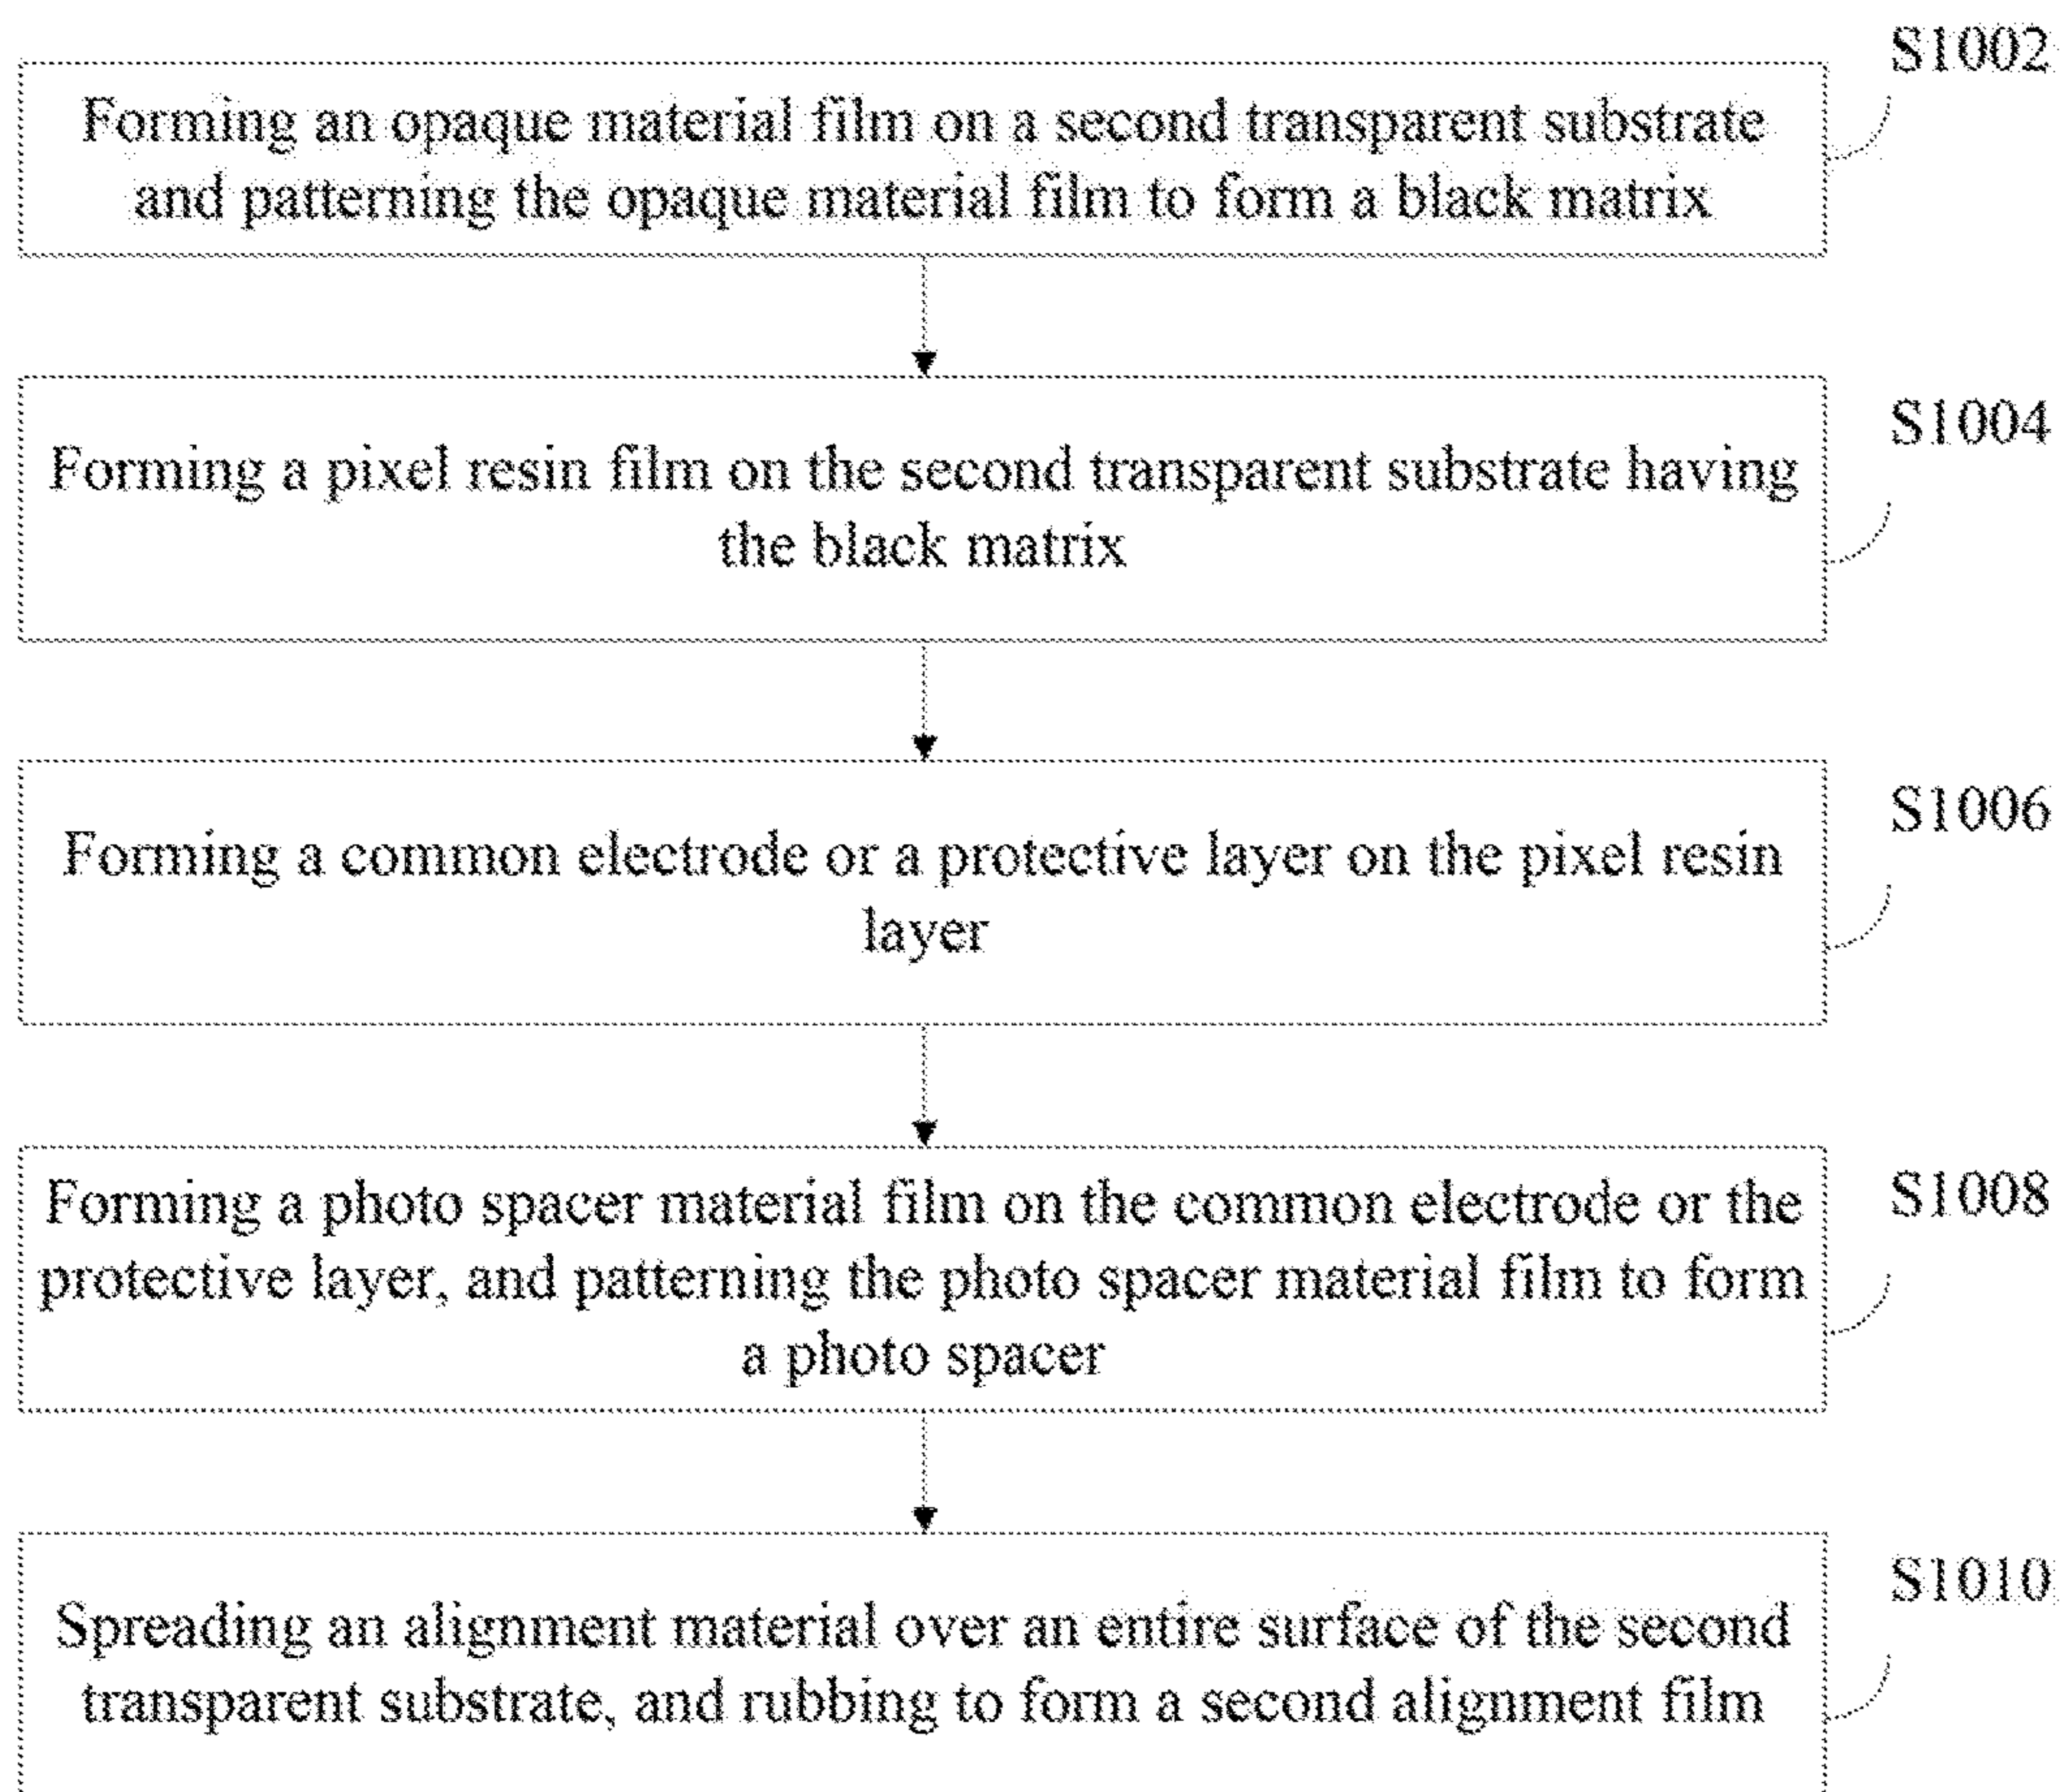 S1002
Forming an opaque material film on a second transparent substrate
and patterning the opaque material film to form a black matrix
S1004
Forming a pixel resin film on the second transparent substrate having
the black matrix
S1006
Forming a common electrode or a protective layer on the pixel resin
layer
S1008
Forming a photo spacer material film on the common electrode or the
protective layer, and patterning the photo spacer material film to form
a photo spacer
S1010
Spreading an alignment material over an entire surface of the second
transparent substrate, and rubbing to form a second alignment film